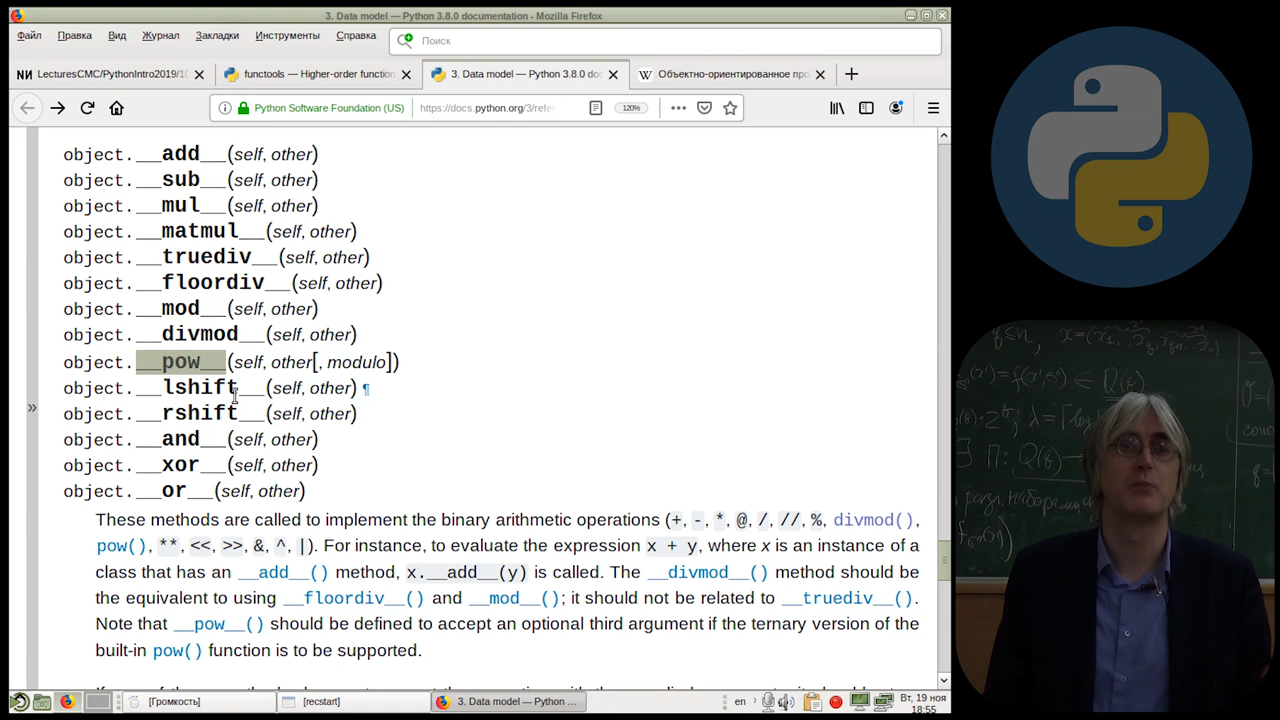 3. Data model — Python 3.8.0 documentation - Mozilla Firefox
Файл Правка Вид Журнал Закладки Инструменты Справка Поиск
LecturesCMC/PythonIntro2019/10 functools — Higher-order function 3. Data model — Python 3.8.0 doc Объектно-ориентированное про
Python Software Foundation (US) https://docs.python.org/3/refer 120%
object.__add__(self, other)
object.__sub__(self, other)
object.__mul__(self, other)
object.__matmul__(self, other)
object.__truediv__(self, other)
object.__floordiv__(self, other)
object.__mod__(self, other)
object.__divmod__(self, other)
object.__pow__(self, other[, modulo])
object.__lshift__(self, other) ¶
object.__rshift__(self, other)
object.__and__(self, other)
object.__xor__(self, other)
object.__or__(self, other)
These methods are called to implement the binary arithmetic operations (+, -, *, @, /, //, %, divmod(),
pow(), **, <<, >>, &, ^, |). For instance, to evaluate the expression x + y, where x is an instance of a
class that has an __add__() method, x.__add__(y) is called. The __divmod__() method should be
the equivalent to using __floordiv__() and __mod__(); it should not be related to __truediv__().
Note that __pow__() should be defined to accept an optional third argument if the ternary version of the
built-in pow() function is to be supported.
[Громкость] [recstart] 3. Data model — Python ... en Вт, 19 ноя
18:55